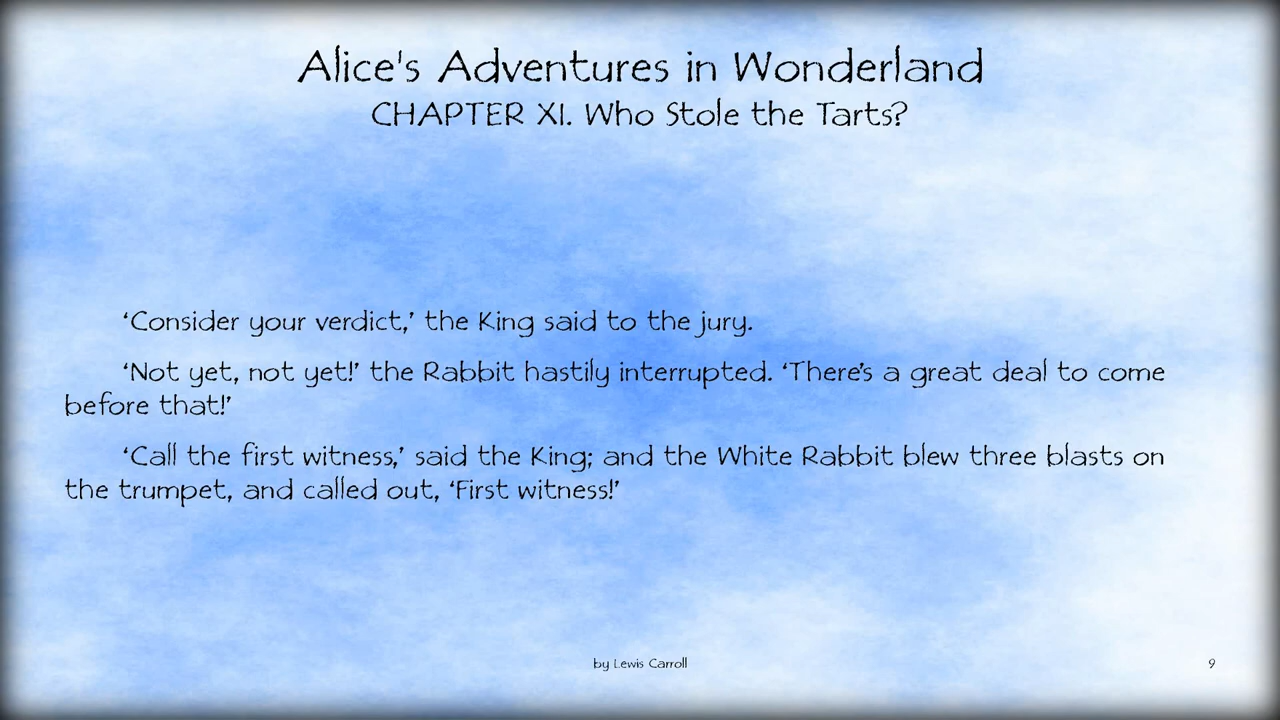 Alice's Adventures in Wonderland
CHAPTER XI. Who Stole the Tarts?
‘Consider your verdict,’ the King said to the jury.
‘Not yet, not yet!’ the Rabbit hastily interrupted. ‘There’s a great deal to come
before that!’
‘Call the first witness,’ said the King; and the White Rabbit blew three blasts on
the trumpet, and called out, ‘First witness!’
by Lewis Carroll
9